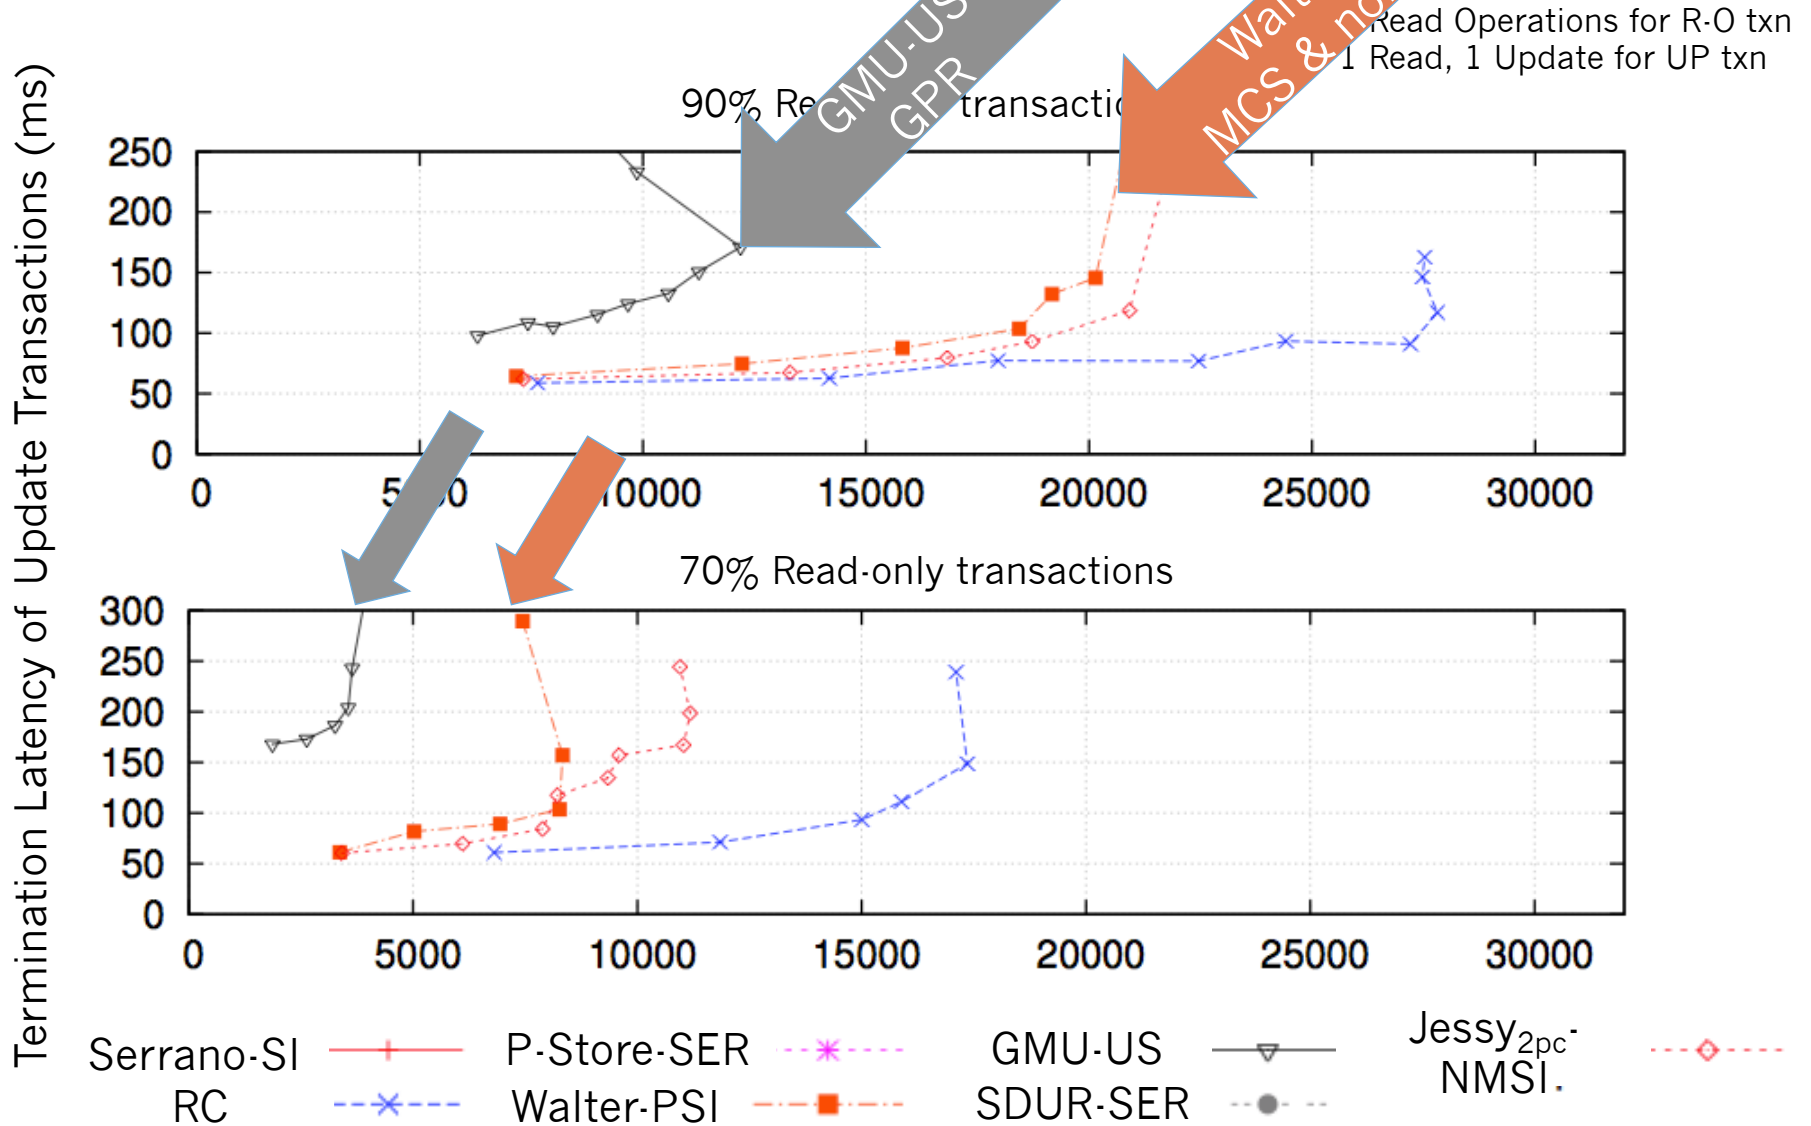 GMU-US
GPR
MCS & no
Read Operations for R-O txn
1 Read, 1 Update for UP txn
90% transactio
Termination Latency of Update Transactions (ms)
250
200
150
100
50
0
0 10000 15000 20000 25000 30000
70% Read-only transactions
300
250
200
150
100
50
0
0 5000 10000 15000 20000 25000 30000
Serrano-SI P-Store-SER GMU-US Jessy2pc-
NMSI.
RC Walter-PSI SDUR-SER